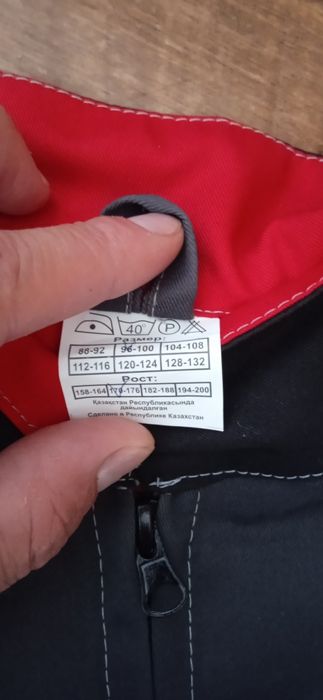 40° P
Размер:
88-92 96-100 104-108
112-116 120-124 128-132
Рост:
158-164 170-176 182-188 194-200
Қазақстан Республикасында
дайындалған
Сделано в Республике Казахстан